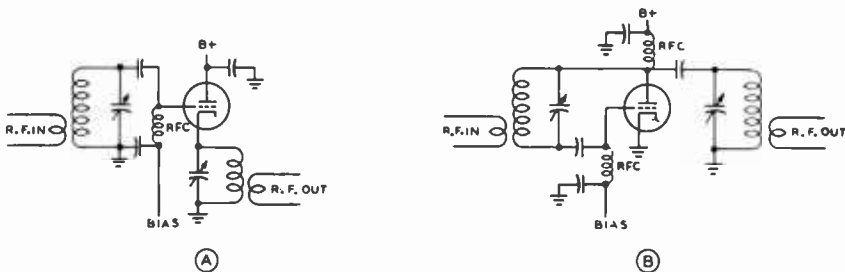 B+
RFC
R.F.IN
R.F. OUT
BIAS
A
B+
RFC
R.F.IN
RFC
R.F. OUT
BIAS
B